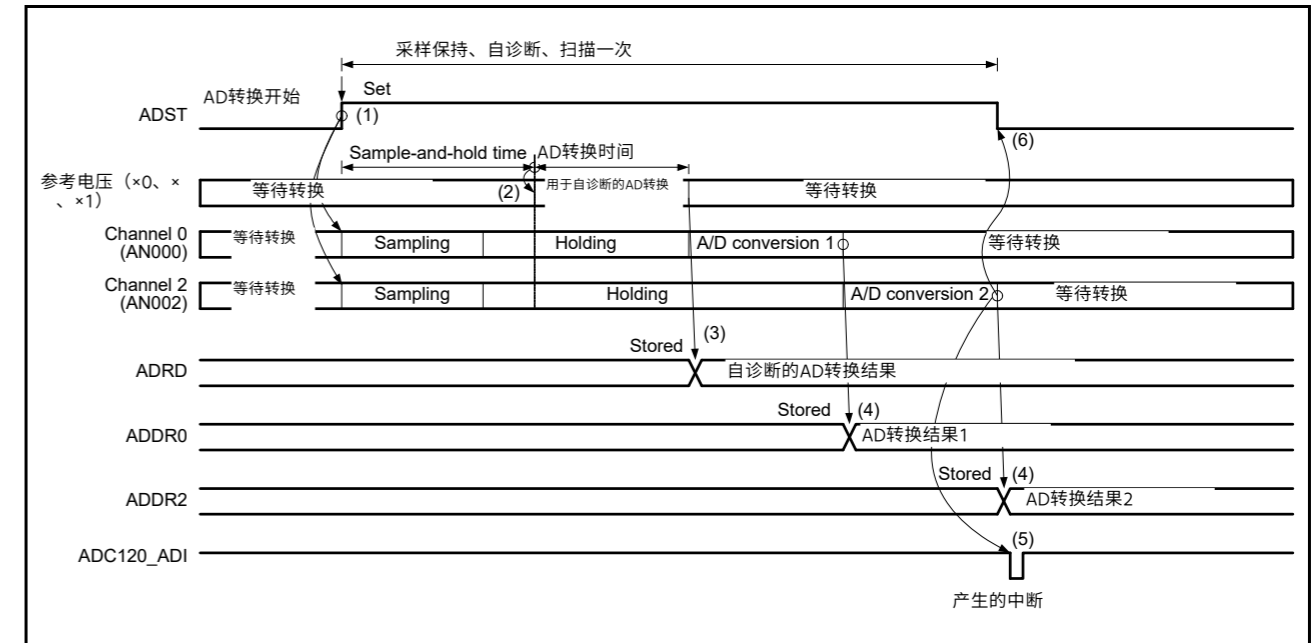 采样保持、自诊断、扫描一次
AD转换开始
Set
ADST
(1)
(6)
Sample-and-hold time
AD转换时间
参考电压（×0、×
、×1）
等待转换
(2)
用于自诊断的AD转换
等待转换
Channel 0
(AN000)
等待转换
Sampling
Holding
A/D conversion 1
等待转换
Channel 2
(AN002)
等待转换
Sampling
Holding
A/D conversion 2
等待转换
Stored
(3)
ADRD
自诊断的AD转换结果
Stored
(4)
ADDR0
AD转换结果1
Stored
(4)
ADDR2
AD转换结果2
ADC120_ADI
(5)
产生的中断